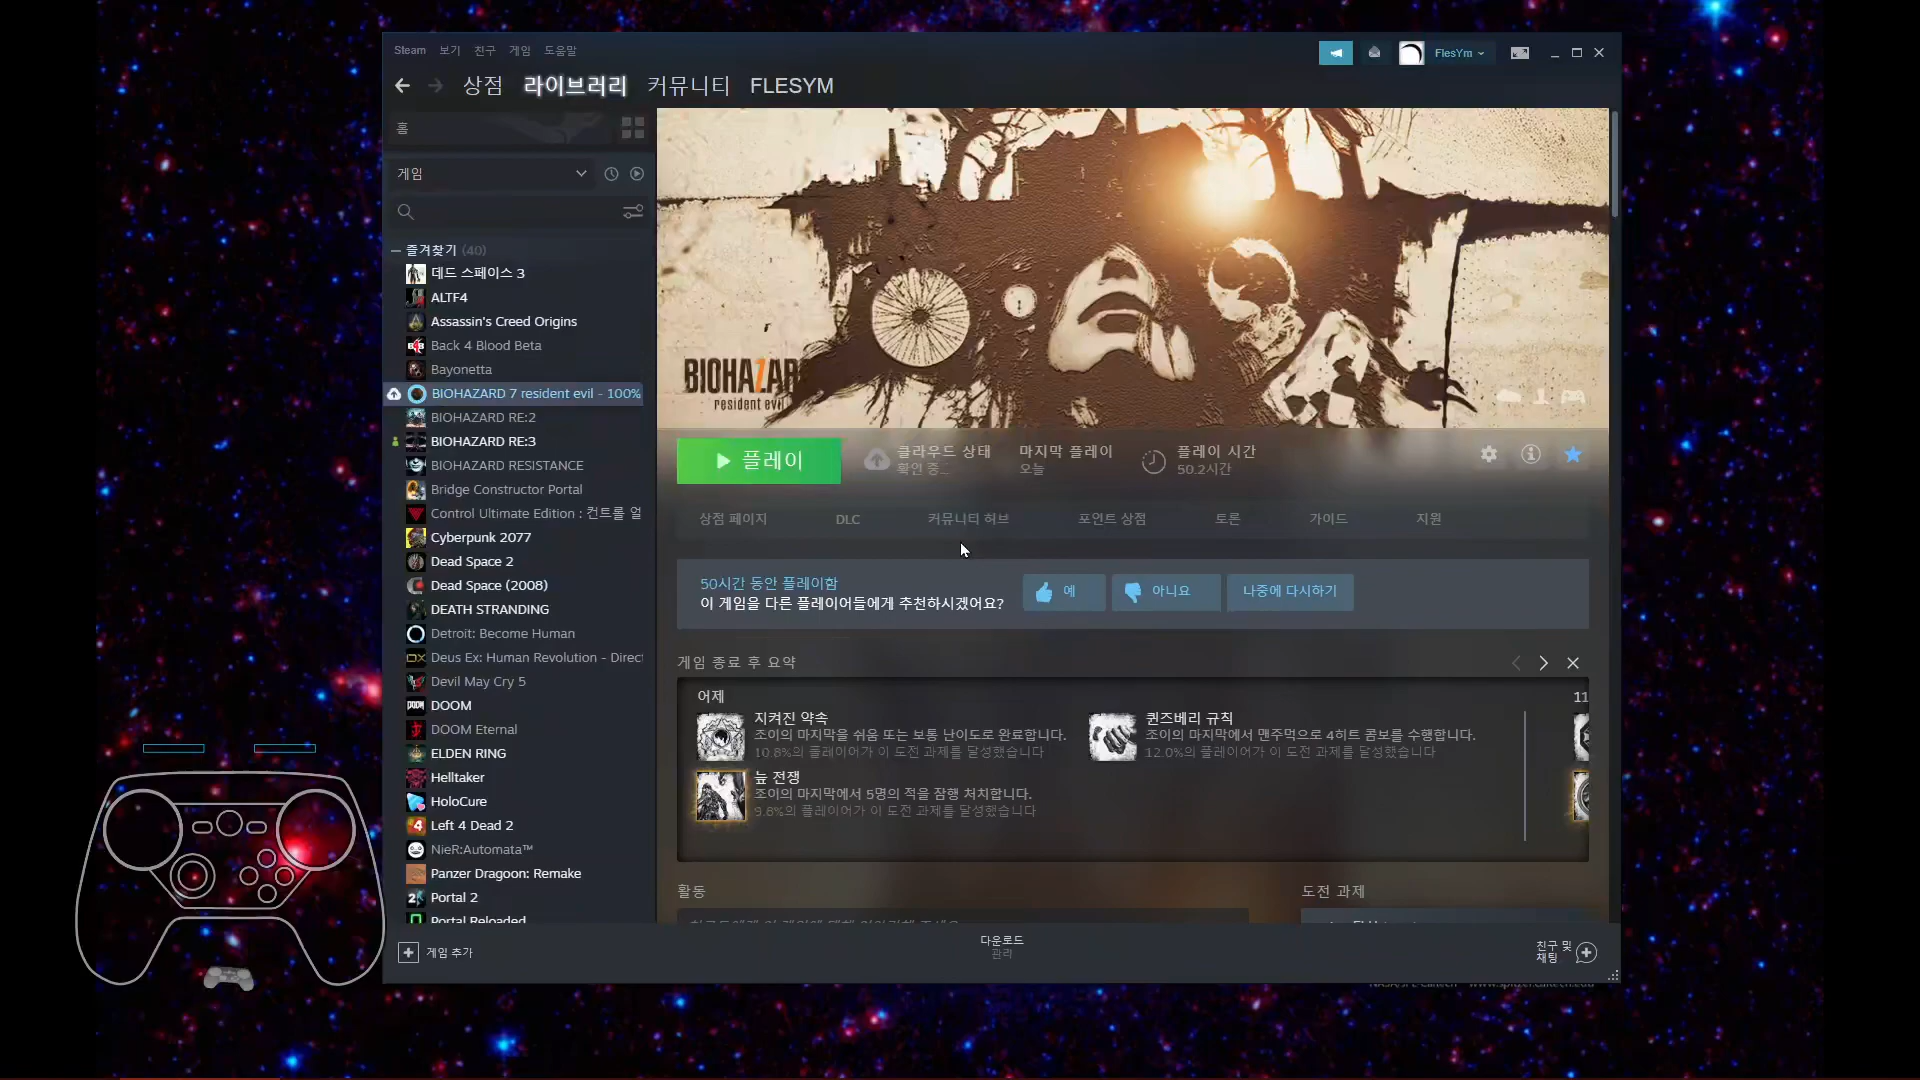 Steam 보기 친구 게임 도움말
FlesYm
상점 라이브러리 커뮤니티 FLESYM
홈
게임
즐겨찾기 (40)
데드 스페이스 3
ALTF4
Assassin's Creed Origins
Back 4 Blood Beta
Bayonetta
BIOHAZARD 7 resident evil - 100%
BIOHAZARD RE:2
BIOHAZARD RE:3
BIOHAZARD RESISTANCE
Bridge Constructor Portal
Control Ultimate Edition : 컨트롤 얼
Cyberpunk 2077
Dead Space 2
Dead Space (2008)
DEATH STRANDING
Detroit: Become Human
Deus Ex: Human Revolution - Direc
Devil May Cry 5
DOOM
DOOM Eternal
ELDEN RING
Helltaker
HoloCure
Left 4 Dead 2
NieR:Automata™
Panzer Dragoon: Remake
Portal 2
Portal Reloaded
게임 추가
BIOHAZAR
resident evil
플레이
클라우드 상태
확인 중...
마지막 플레이
오늘
플레이 시간
50.2시간
상점 페이지 DLC 커뮤니티 허브 포인트 상점 토론 가이드 지원
50시간 동안 플레이함
이 게임을 다른 플레이어들에게 추천하시겠어요?
예 아니요 나중에 다시하기
게임 종료 후 요약
어제
11
지켜진 약속
조이의 마지막을 쉬움 또는 보통 난이도로 완료합니다.
10.8%의 플레이어가 이 도전 과제를 달성했습니다
퀸즈베리 규칙
조이의 마지막에서 맨주먹으로 4히트 콤보를 수행합니다.
12.0%의 플레이어가 이 도전 과제를 달성했습니다
늪 전쟁
조이의 마지막에서 5명의 적을 잠행 처치합니다.
9.6%의 플레이어가 이 도전 과제를 달성했습니다
활동
도전 과제
다운로드
관리
친구 및
채팅